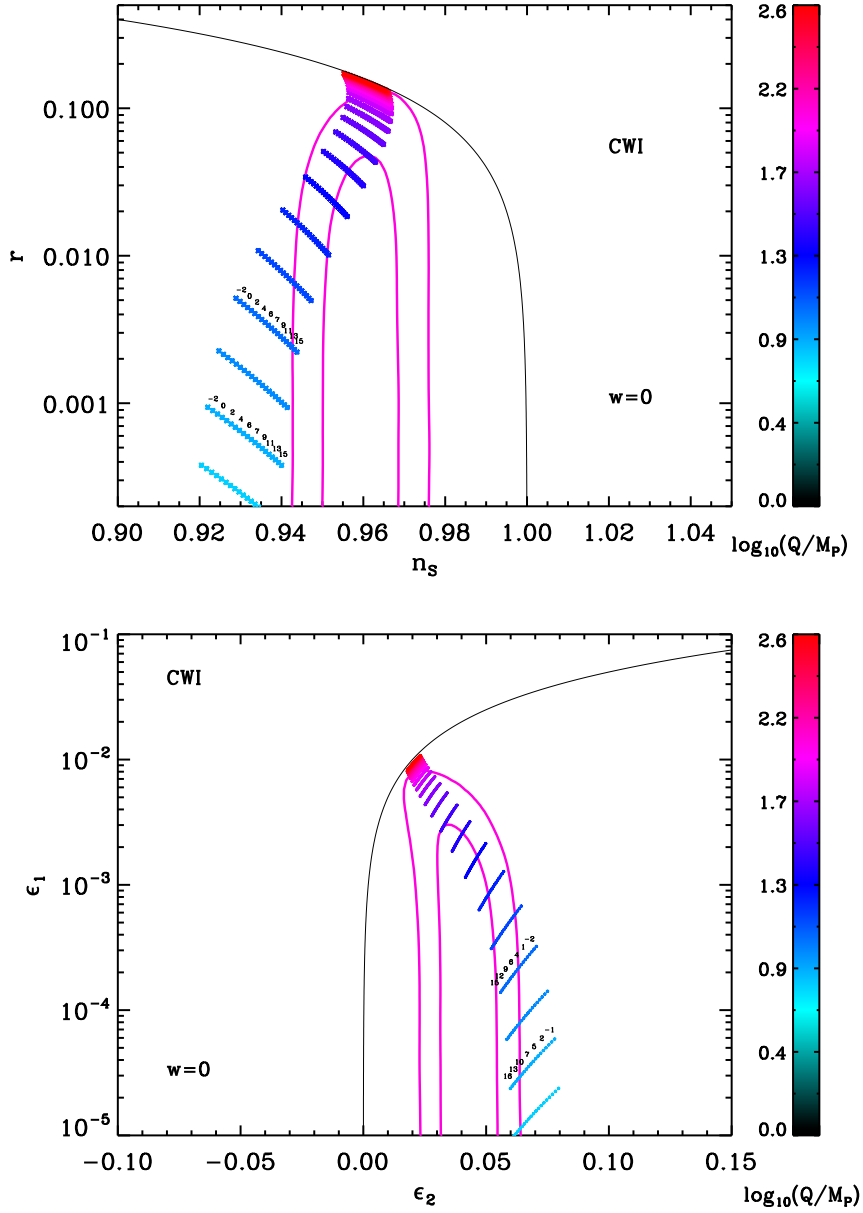 2.6
2.2
1.7
1.3
0.9
0.4
0.0
0.100
0.010
0.001
r
CWI
w=0
-2 0 2 4 6 7 9 11 13 15
-2 0 2 4 6 7 9 11 13 15
0.90 0.92 0.94 0.96 0.98 1.00 1.02 1.04
n_S
log₁₀(Q/M_P)
2.6
2.2
1.7
1.3
0.9
0.4
0.0
10⁻¹
10⁻²
10⁻³
10⁻⁴
10⁻⁵
ϵ₁
CWI
-2 1 4 6 9 12 15
-1 2 5 7 10 13 16
w=0
−0.10 −0.05 0.00 0.05 0.10 0.15
ϵ₂
log₁₀(Q/M_P)